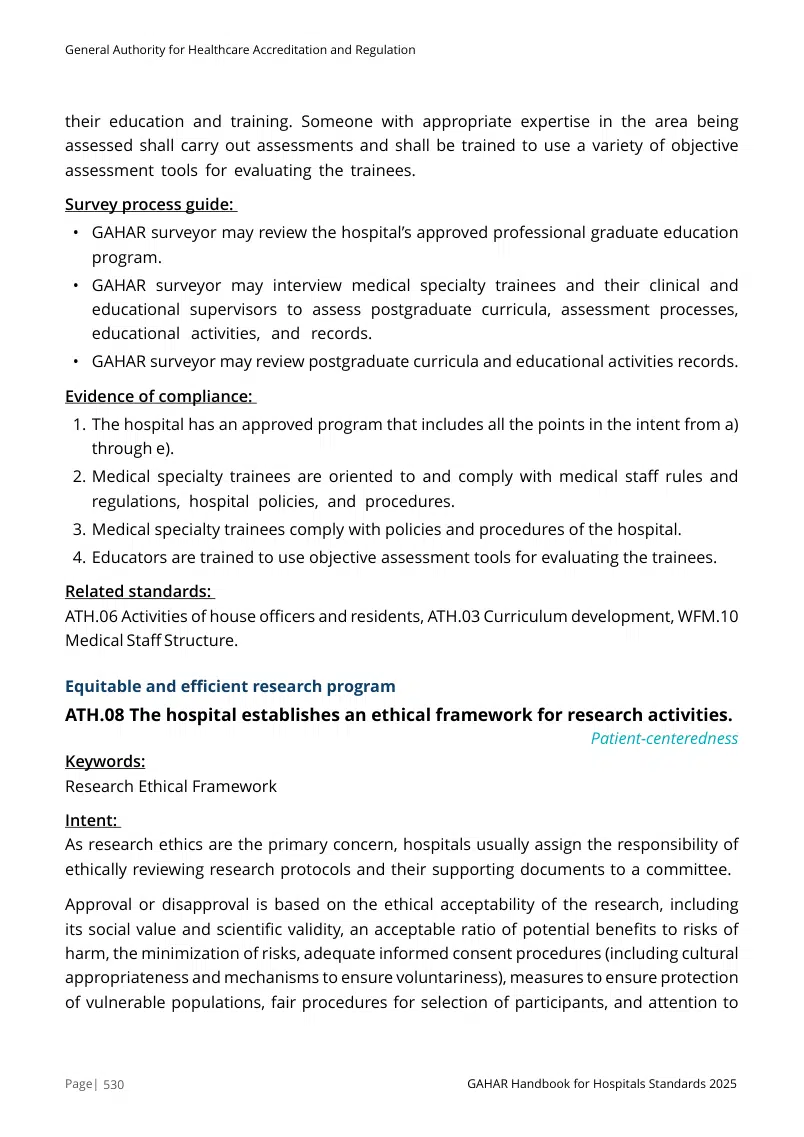 General Authority for Healthcare Accreditation and Regulation
their education and training. Someone with appropriate expertise in the area being
assessed shall carry out assessments and shall be trained to use a variety of objective
assessment tools for evaluating the trainees.
Survey process guide:
• GAHAR surveyor may review the hospital’s approved professional graduate education
program.
• GAHAR surveyor may interview medical specialty trainees and their clinical and
educational supervisors to assess postgraduate curricula, assessment processes,
educational activities, and records.
• GAHAR surveyor may review postgraduate curricula and educational activities records.
Evidence of compliance:
1. The hospital has an approved program that includes all the points in the intent from a)
through e).
2. Medical specialty trainees are oriented to and comply with medical staff rules and
regulations, hospital policies, and procedures.
3. Medical specialty trainees comply with policies and procedures of the hospital.
4. Educators are trained to use objective assessment tools for evaluating the trainees.
Related standards:
ATH.06 Activities of house officers and residents, ATH.03 Curriculum development, WFM.10
Medical Staff Structure.
Equitable and efficient research program
ATH.08 The hospital establishes an ethical framework for research activities.
Patient-centeredness
Keywords:
Research Ethical Framework
Intent:
As research ethics are the primary concern, hospitals usually assign the responsibility of
ethically reviewing research protocols and their supporting documents to a committee.
Approval or disapproval is based on the ethical acceptability of the research, including
its social value and scientific validity, an acceptable ratio of potential benefits to risks of
harm, the minimization of risks, adequate informed consent procedures (including cultural
appropriateness and mechanisms to ensure voluntariness), measures to ensure protection
of vulnerable populations, fair procedures for selection of participants, and attention to
Page| 530
GAHAR Handbook for Hospitals Standards 2025